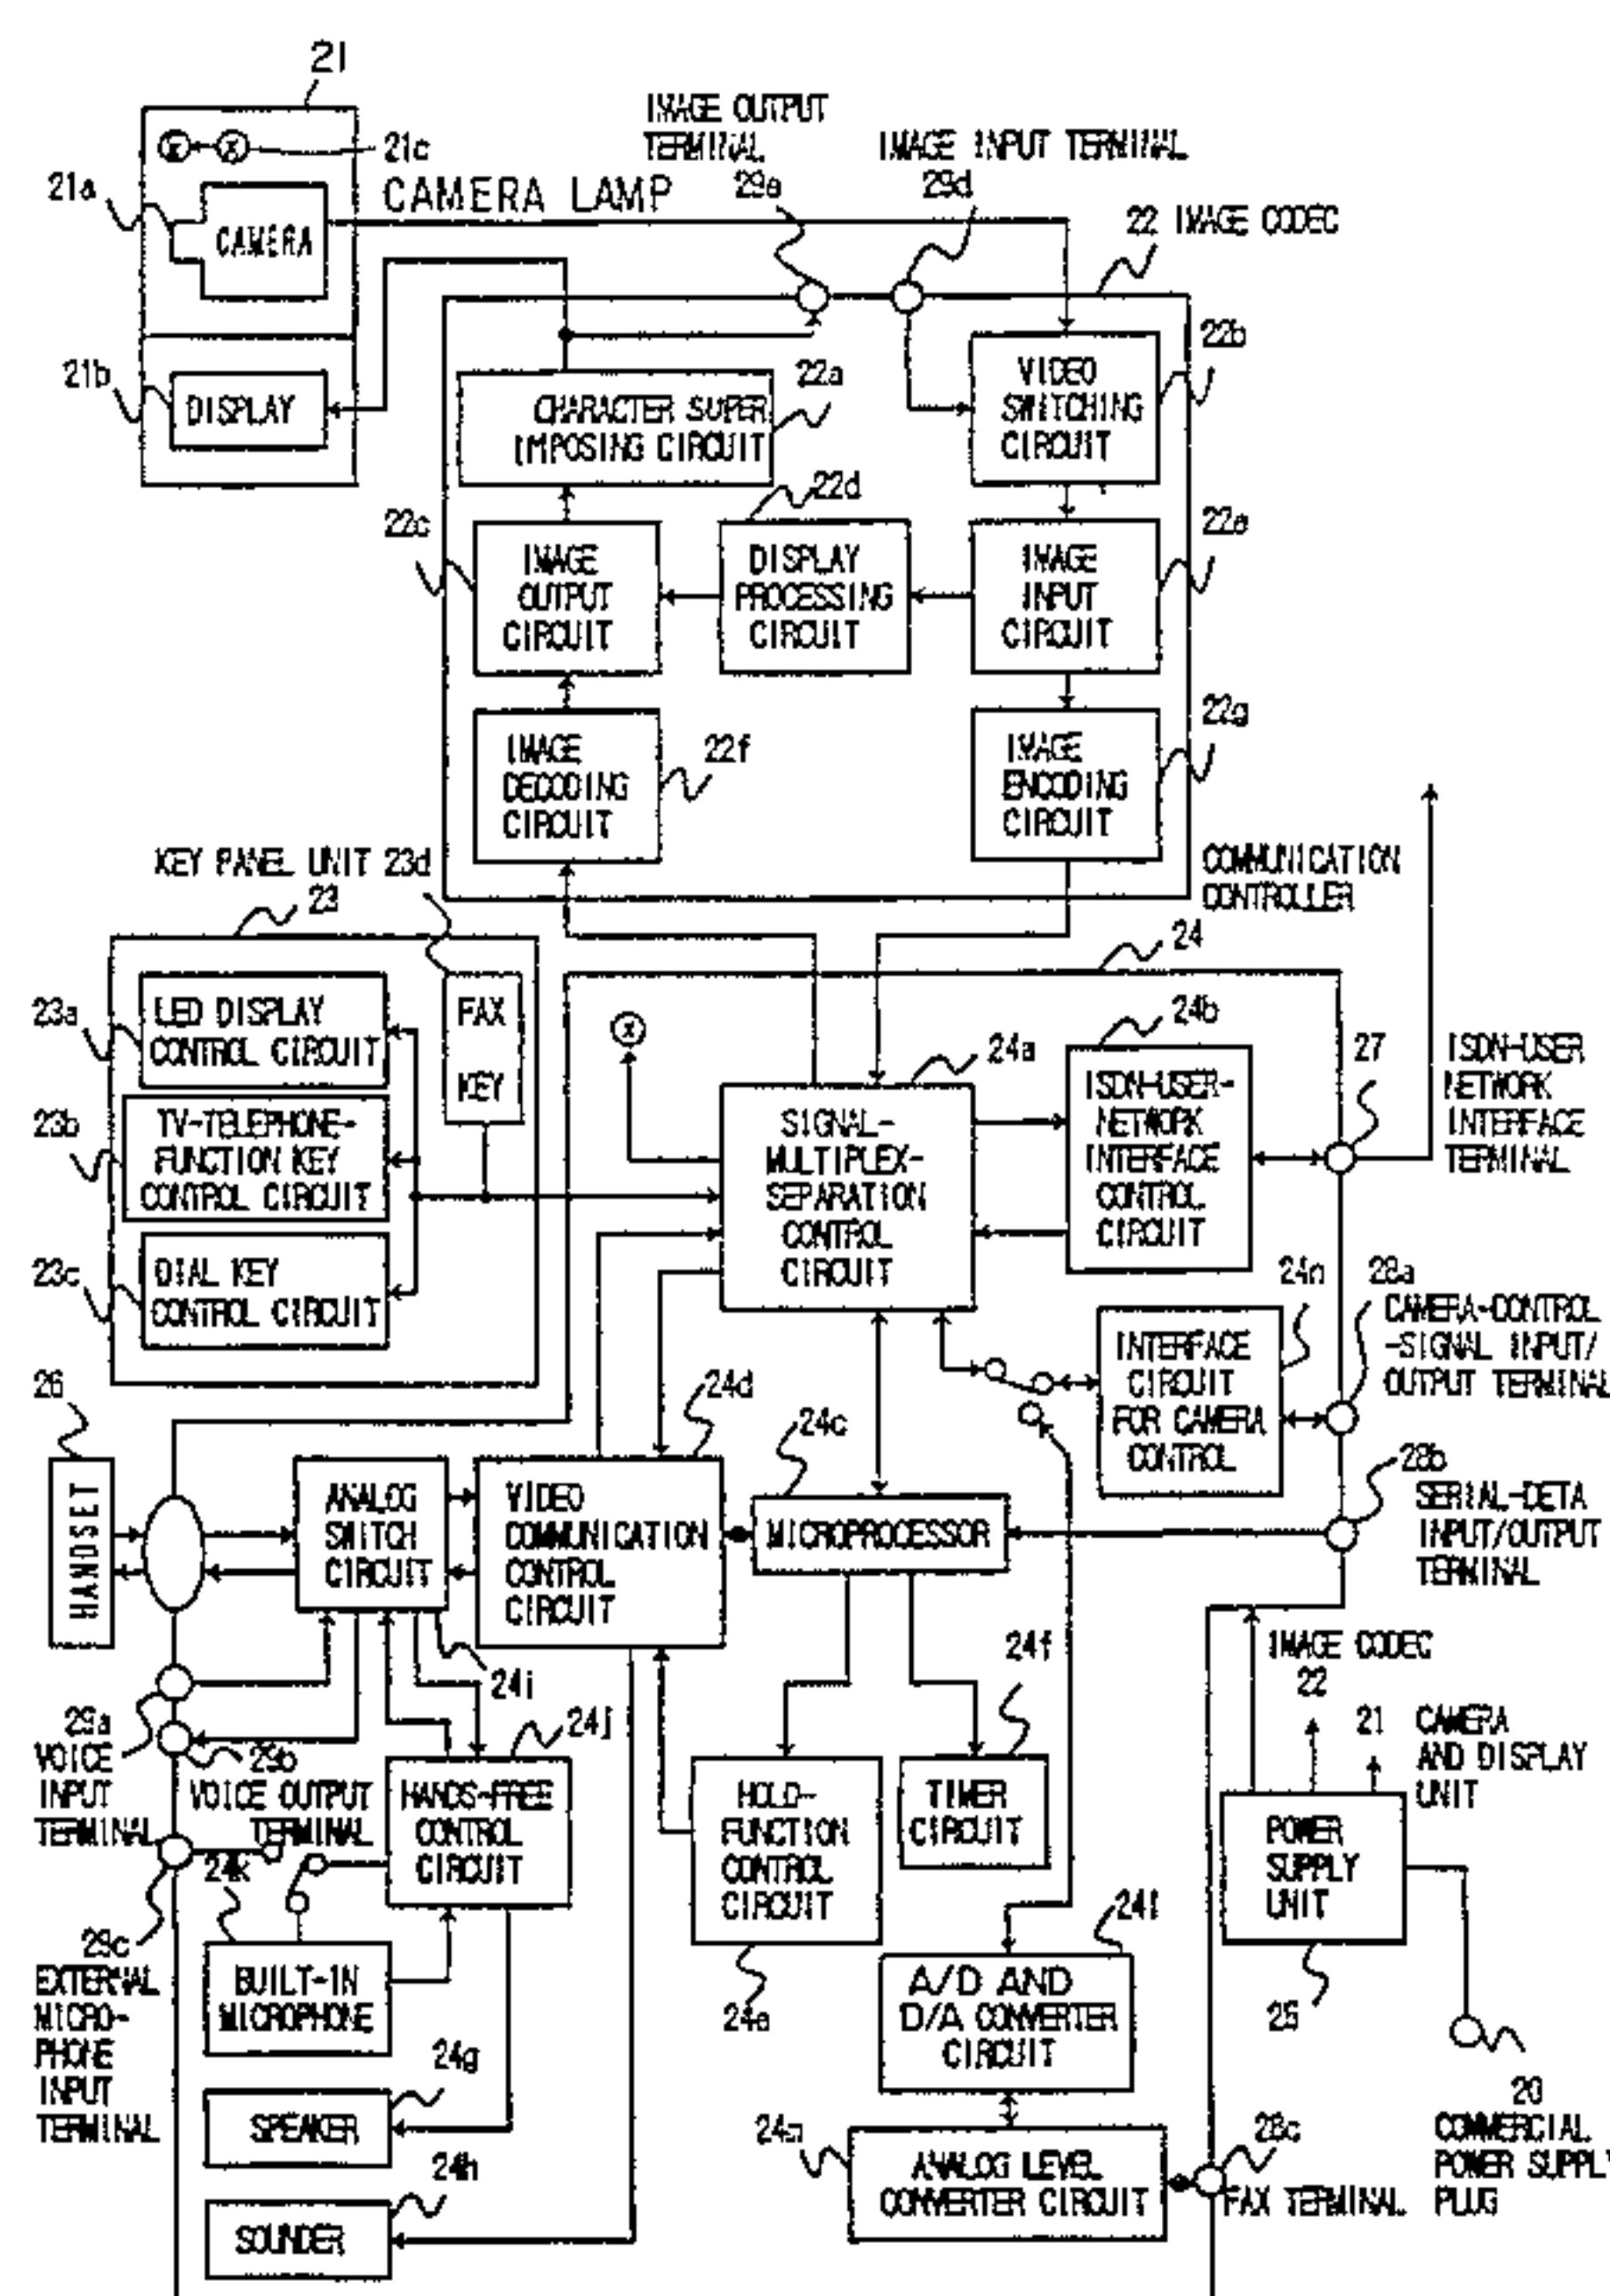 21
21c
21a
CAMERA LAMP
CAMERA
IMAGE OUTPUT
TERMINAL
29e
IMAGE INPUT TERMINAL
29d
22 IMAGE CODEC
22b
21b
DISPLAY
22a
CHARACTER SUPER
IMPOSING CIRCUIT
VIDEO
SWITCHING
CIRCUIT
22c
22d
22e
IMAGE
OUTPUT
CIRCUIT
DISPLAY
PROCESSING
CIRCUIT
IMAGE
INPUT
CIRCUIT
22f
22g
IMAGE
DECODING
CIRCUIT
IMAGE
ENCODING
CIRCUIT
KEY PANEL UNIT 23d
23
COMMUNICATION
CONTROLLER
24
23a
LED DISPLAY
CONTROL CIRCUIT
FAX
KEY
23b
TV-TELEPHONE-
FUNCTION KEY
CONTROL CIRCUIT
23c
DIAL KEY
CONTROL CIRCUIT
x
24a
SIGNAL-
MULTIPLEX-
SEPARATION
CONTROL
CIRCUIT
24b
ISDN-USER-
NETWORK
INTERFACE
CONTROL
CIRCUIT
27
ISDN-USER
NETWORK
INTERFACE
TERMINAL
24n
INTERFACE
CIRCUIT
FOR CAMERA
CONTROL
28a
CAMERA-CONTROL
-SIGNAL INPUT/
OUTPUT TERMINAL
28b
SERIAL-DETA
INPUT/OUTPUT
TERMINAL
26
HANDSET
ANALOG
SWITCH
CIRCUIT
24i
24d
VIDEO
COMMUNICATION
CONTROL
CIRCUIT
24c
MICROPROCESSOR
29a
VOICE
INPUT
TERMINAL
29b
VOICE OUTPUT
TERMINAL
24j
HANDS-FREE
CONTROL
CIRCUIT
HOLD-
FUNCTION
CONTROL
CIRCUIT
24e
24f
TIMER
CIRCUIT
IMAGE CODEC
22
21
CAMERA
AND DISPLAY
UNIT
POWER
SUPPLY
UNIT
25
24k
29c
EXTERNAL
MICRO-
PHONE
INPUT
TERMINAL
BUILT-IN
MICROPHONE
24g
SPEAKER
24h
SOUNDER
24l
A/D AND
D/A CONVERTER
CIRCUIT
ANALOG LEVEL
CONVERTER CIRCUIT
28c
FAX TERMINAL
20
COMMERCIAL
POWER SUPPLY
PLUG